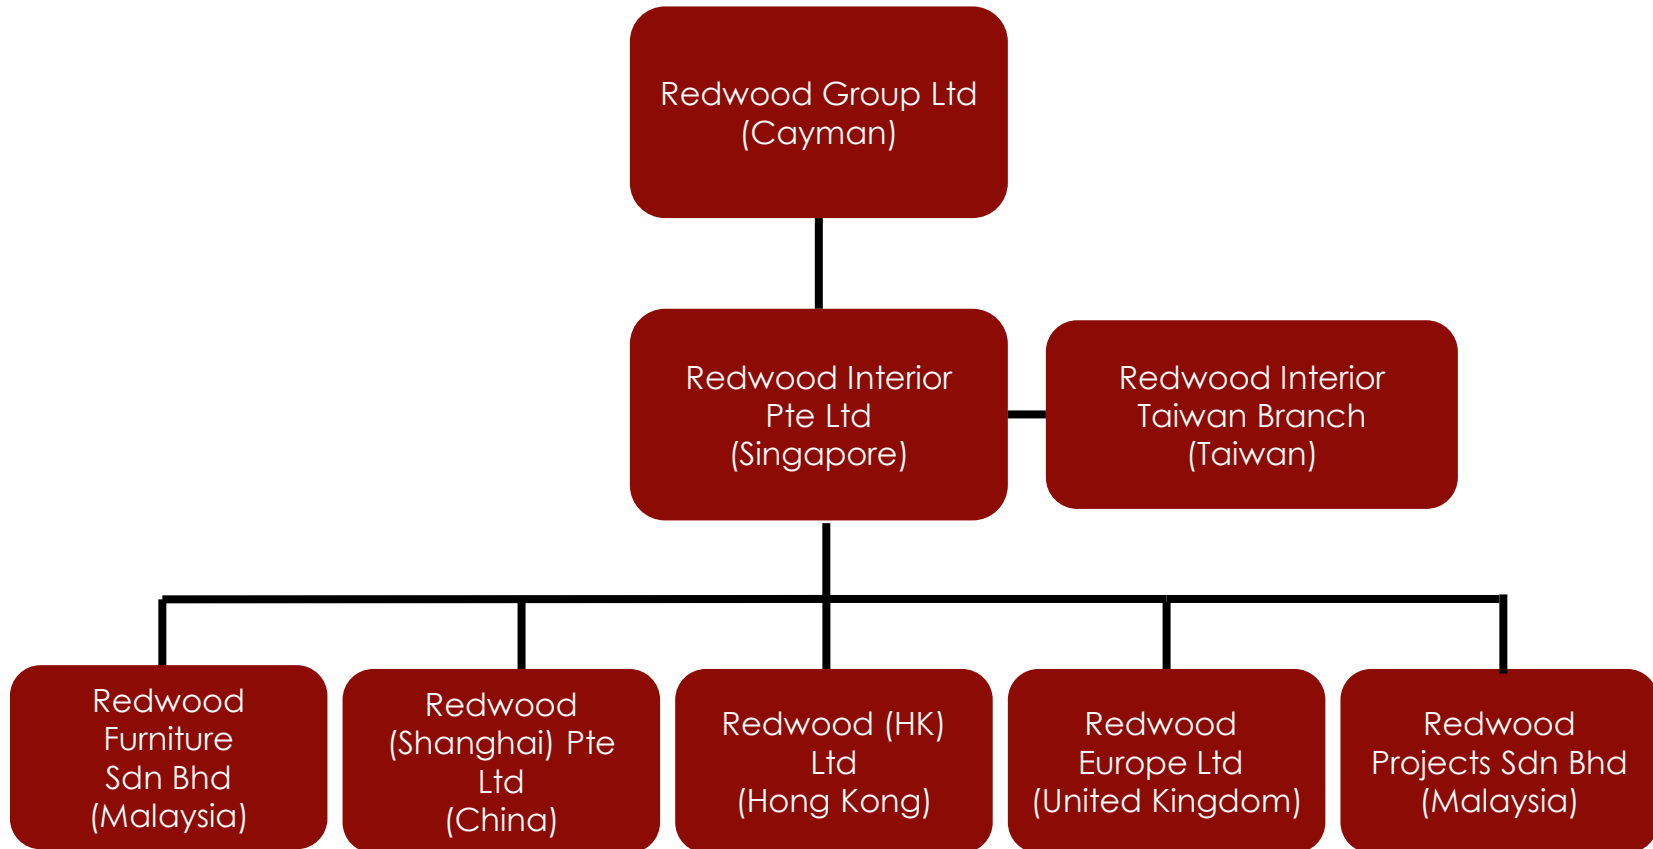 Redwood Group Ltd
(Cayman)
Redwood Interior
Pte Ltd
(Singapore)
Redwood Interior
Taiwan Branch
(Taiwan)
Redwood
Furniture
Sdn Bhd
(Malaysia)
Redwood
(Shanghai) Pte
Ltd
(China)
Redwood (HK)
Ltd
(Hong Kong)
Redwood
Europe Ltd
(United Kingdom)
Redwood
Projects Sdn Bhd
(Malaysia)